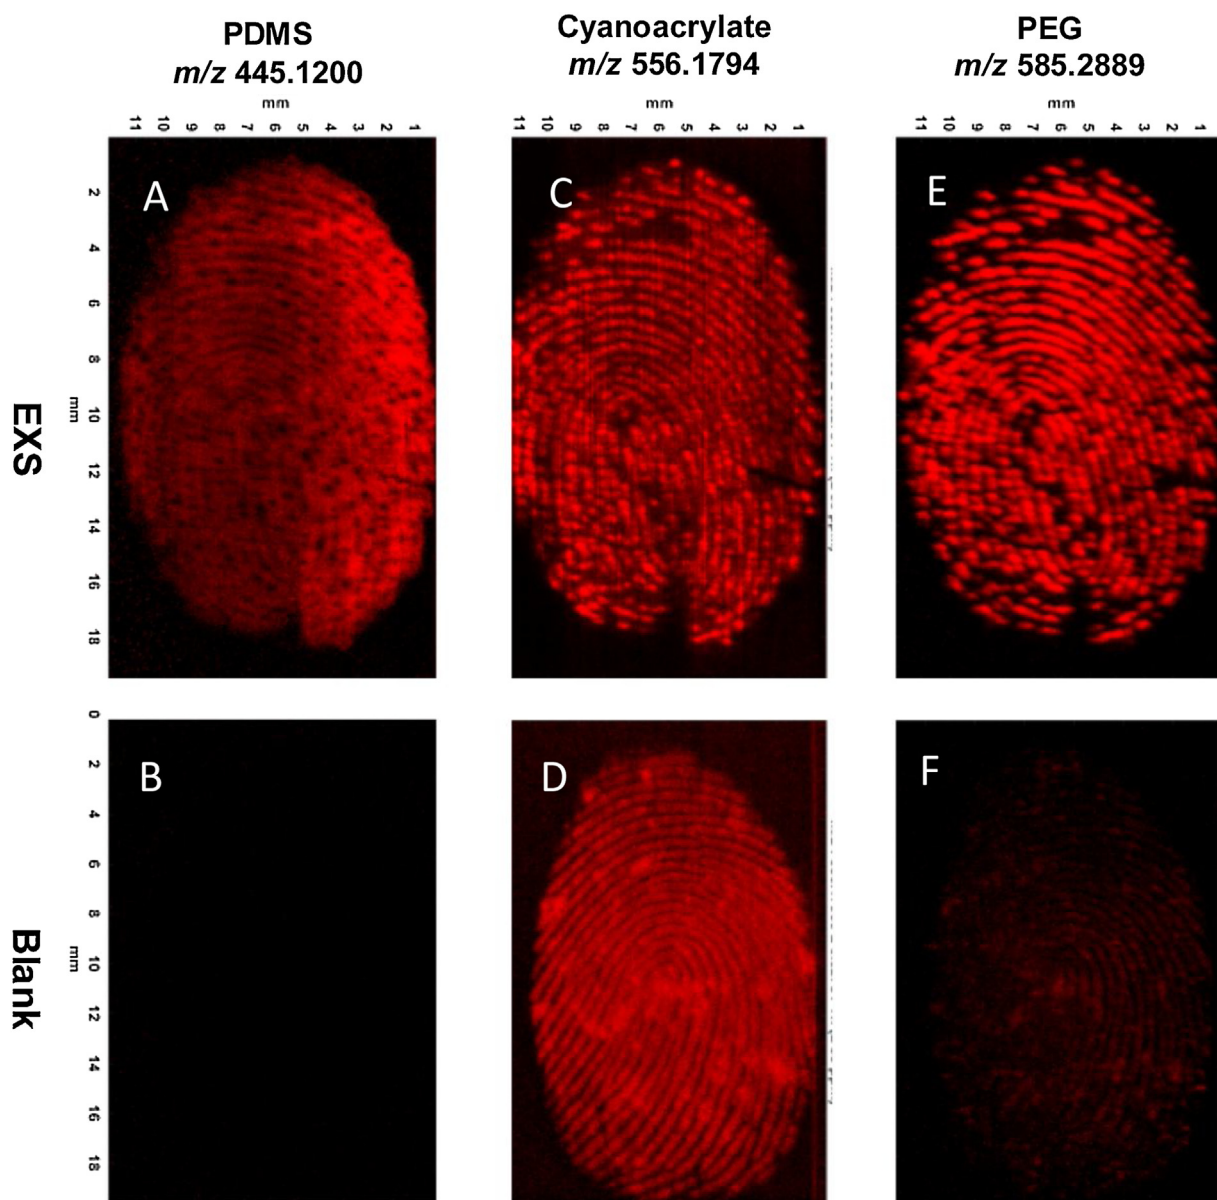 PDMS
m/z 445.1200
Cyanoacrylate
m/z 556.1794
PEG
m/z 585.2889
mm
11 10 9 8 7 6 5 4 3 2 1
mm
11 10 9 8 7 6 5 4 3 2 1
mm
11 10 9 8 7 6 5 4 3 2 1
EXS
2 4 6 8 10 12 14 16 18
mm
A
C
E
Blank
0 2 4 6 8 10 12 14 16 18
mm
B
D
F